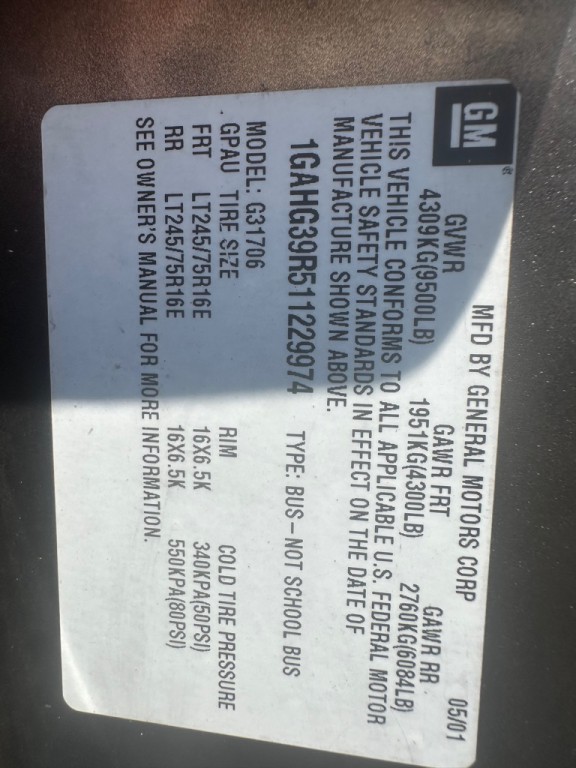 GM
MFD BY GENERAL MOTORS CORP 05/01
GVWR GAWR FRT GAWR RR
4309KG(9500LB) 1951KG(4300LB) 2760KG(6084LB)
THIS VEHICLE CONFORMS TO ALL APPLICABLE U.S. FEDERAL MOTOR
VEHICLE SAFETY STANDARDS IN EFFECT ON THE DATE OF
MANUFACTURE SHOWN ABOVE.
1GAHG39R511229974 TYPE: BUS–NOT SCHOOL BUS
MODEL: G31706
GPAU TIRE SIZE RIM COLD TIRE PRESSURE
FRT LT245/75R16E 16X6.5K 340KPA(50PSI)
RR LT245/75R16E 16X6.5K 550KPA(80PSI)
SEE OWNER'S MANUAL FOR MORE INFORMATION.